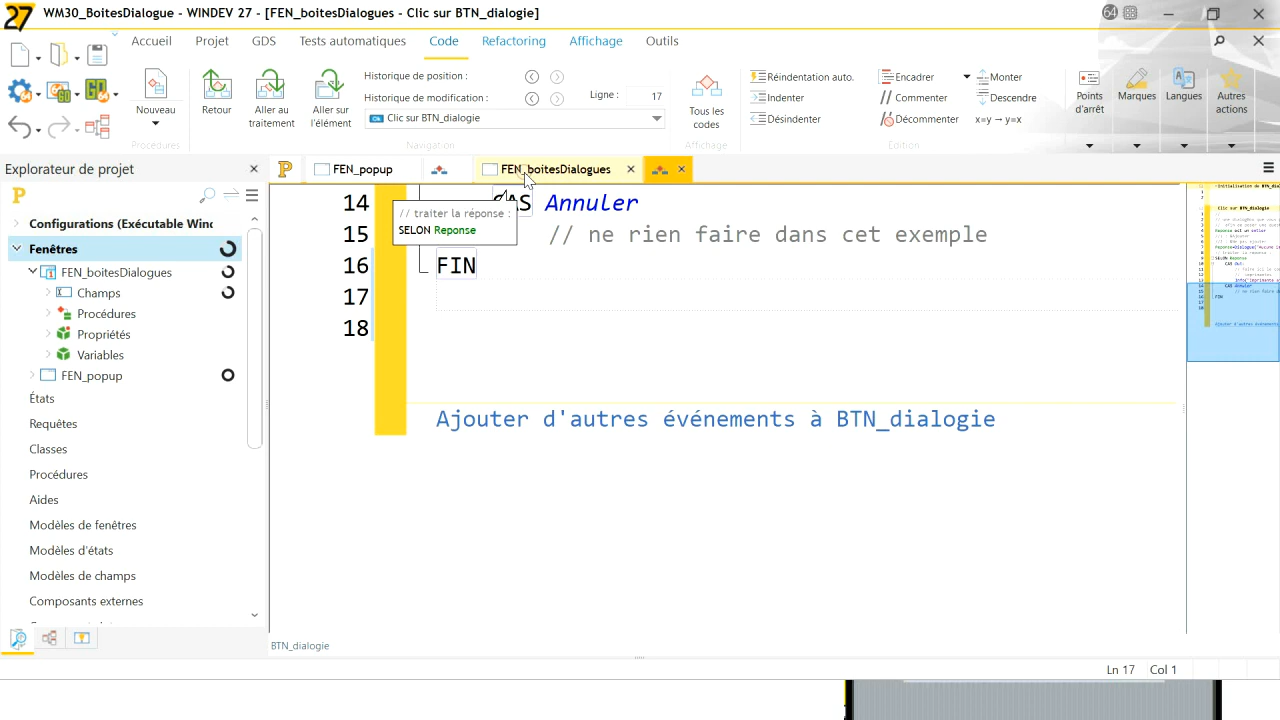 27 WM30_BoitesDialogue - WINDEV 27 - [FEN_boitesDialogues - Clic sur BTN_dialogie]
64
Accueil Projet GDS Tests automatiques Code Refactoring Affichage Outils
Nouveau
Procédures
Retour
Aller au
traitement
Aller sur
l'élément
Historique de position :
Historique de modification :
Ligne : 17
Ok Clic sur BTN_dialogie
Navigation
Tous les
codes
Affichage
Réindentation auto.
Indenter
Désindenter
Encadrer
// Commenter
Décommenter
Monter
Descendre
x=y → y=x
Edition
Points
d'arrêt
Marques
Langues
Autres
actions
Explorateur de projet
FEN_popup
FEN_boitesDialogues
Configurations (Exécutable Winc
Fenêtres
FEN_boitesDialogues
Champs
Procédures
Propriétés
Variables
FEN_popup
États
Requêtes
Classes
Procédures
Aides
Modèles de fenêtres
Modèles d'états
Modèles de champs
Composants externes
14 CAS Annuler
// traiter la réponse :
SELON Reponse
15 // ne rien faire dans cet exemple
16 FIN
17
18
Ajouter d'autres événements à BTN_dialogie
BTN_dialogie
Ln 17 Col 1